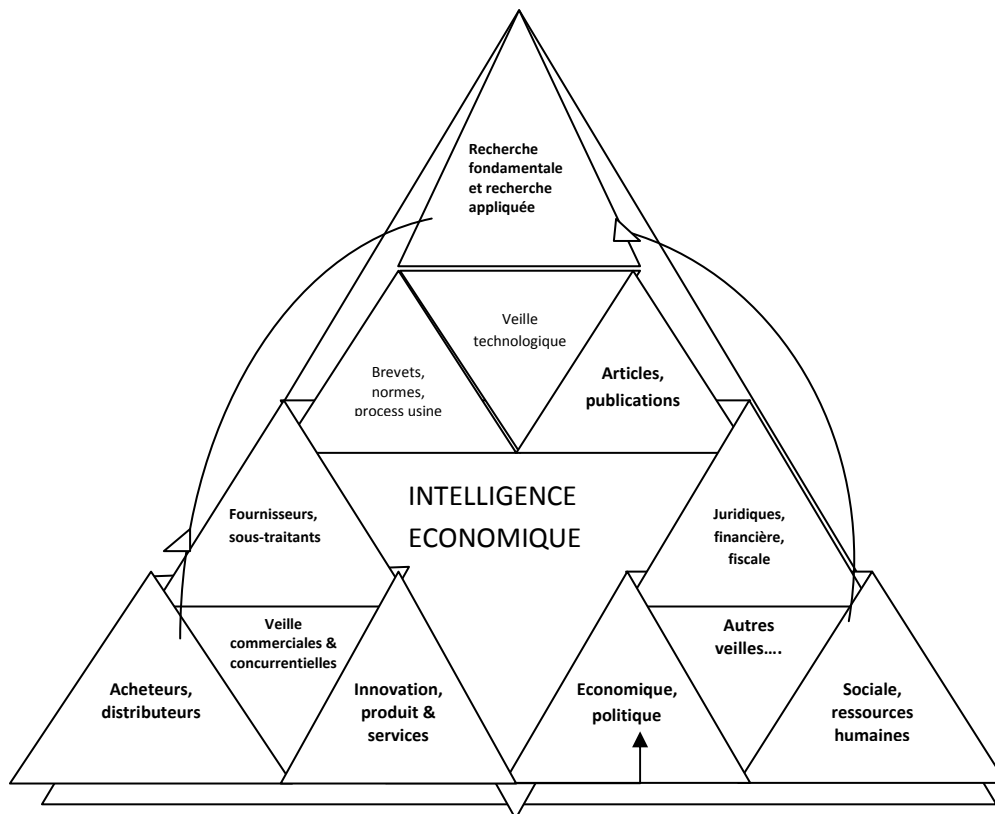 Recherche
fondamentale
et recherche
appliquée
Veille
technologique
Brevets,
normes,
process usine
Articles,
publications
INTELLIGENCE
ECONOMIQUE
Fournisseurs,
sous-traitants
Juridiques,
financière,
fiscale
Veille
commerciales &
concurrentielles
Autres
veilles....
Acheteurs,
distributeurs
Innovation,
produit &
services
Economique,
politique
Sociale,
ressources
humaines